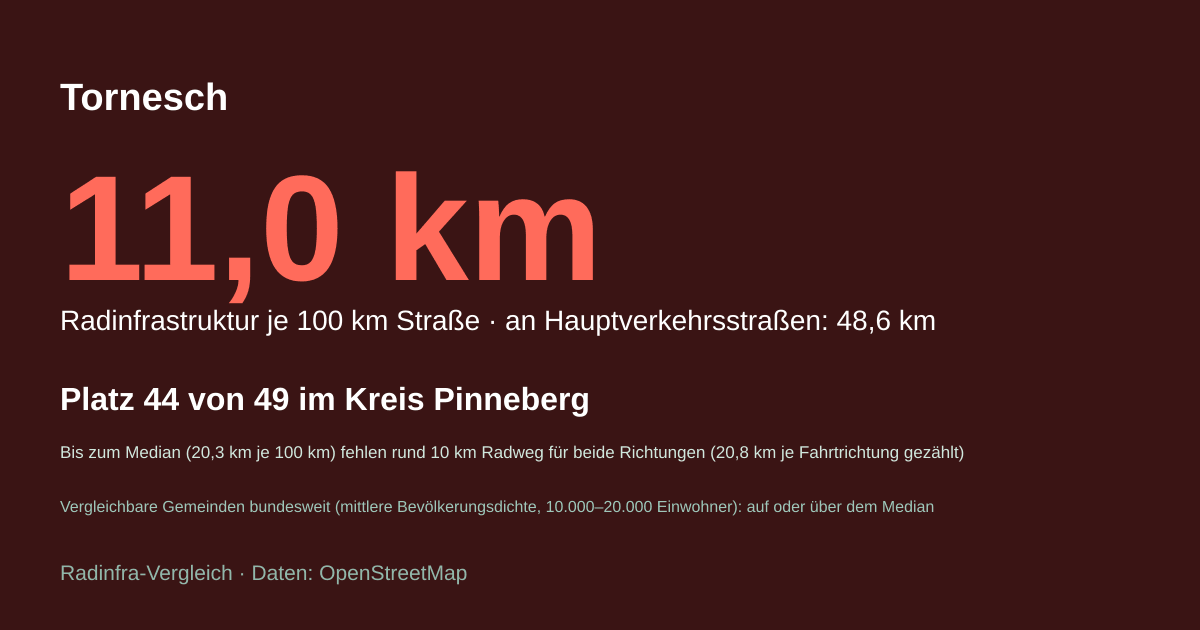 Tornesch
11,0 km
Radinfrastruktur je 100 km Straße · an Hauptverkehrsstraßen: 48,6 km
Platz 44 von 49 im Kreis Pinneberg
Bis zum Median (20,3 km je 100 km) fehlen rund 10 km Radweg für beide Richtungen (20,8 km je Fahrtrichtung gezählt)
Vergleichbare Gemeinden bundesweit (mittlere Bevölkerungsdichte, 10.000–20.000 Einwohner): auf oder über dem Median
Radinfra-Vergleich · Daten: OpenStreetMap